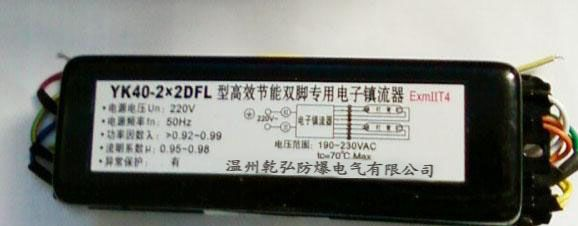 YK40-2×2DFL 型高效节能双脚专用电子镇流器 ExmIIT4
•电源电压Un：220V
•电源频率fn：50Hz
•功率因数λ：>0.92-0.99
•流明系数μ：0.95-0.98
•异常保护：有
220V~
电子镇流器
电压范围：190-230VAC
tc=70℃.Max
温州乾弘防爆电气有限公司